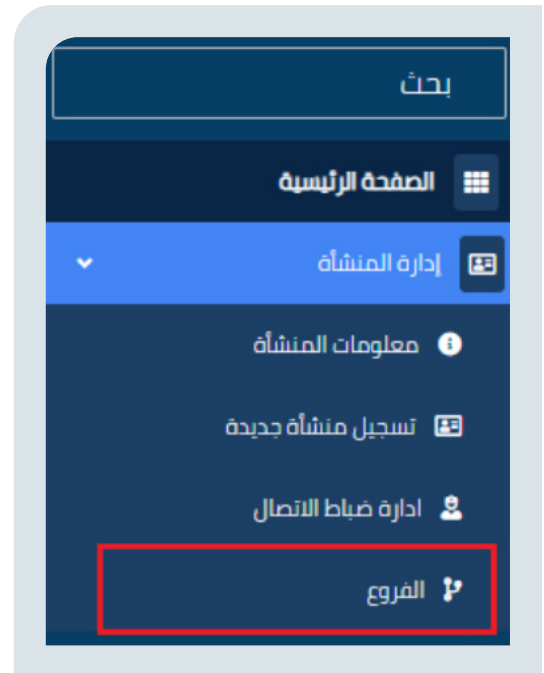 بحث
الصفحة الرئيسية
إدارة المنشأة
معلومات المنشأة
تسجيل منشأة جديدة
ادارة ضباط الاتصال
الفروع